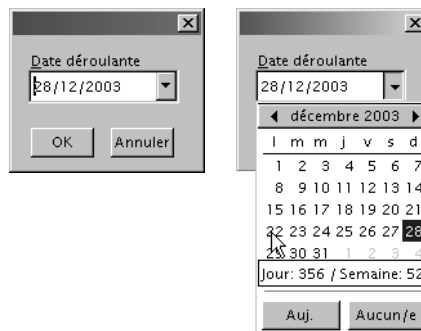 Date déroulante
28/12/2003
OK Annuler
Date déroulante
28/12/2003
décembre 2003
l m m j v s d
1 2 3 4 5 6 7
8 9 10 11 12 13 14
15 16 17 18 19 20 21
22 23 24 25 26 27 28
29 30 31 1 2 3 4
Jour: 356 / Semaine: 52
Auj. Aucun/e